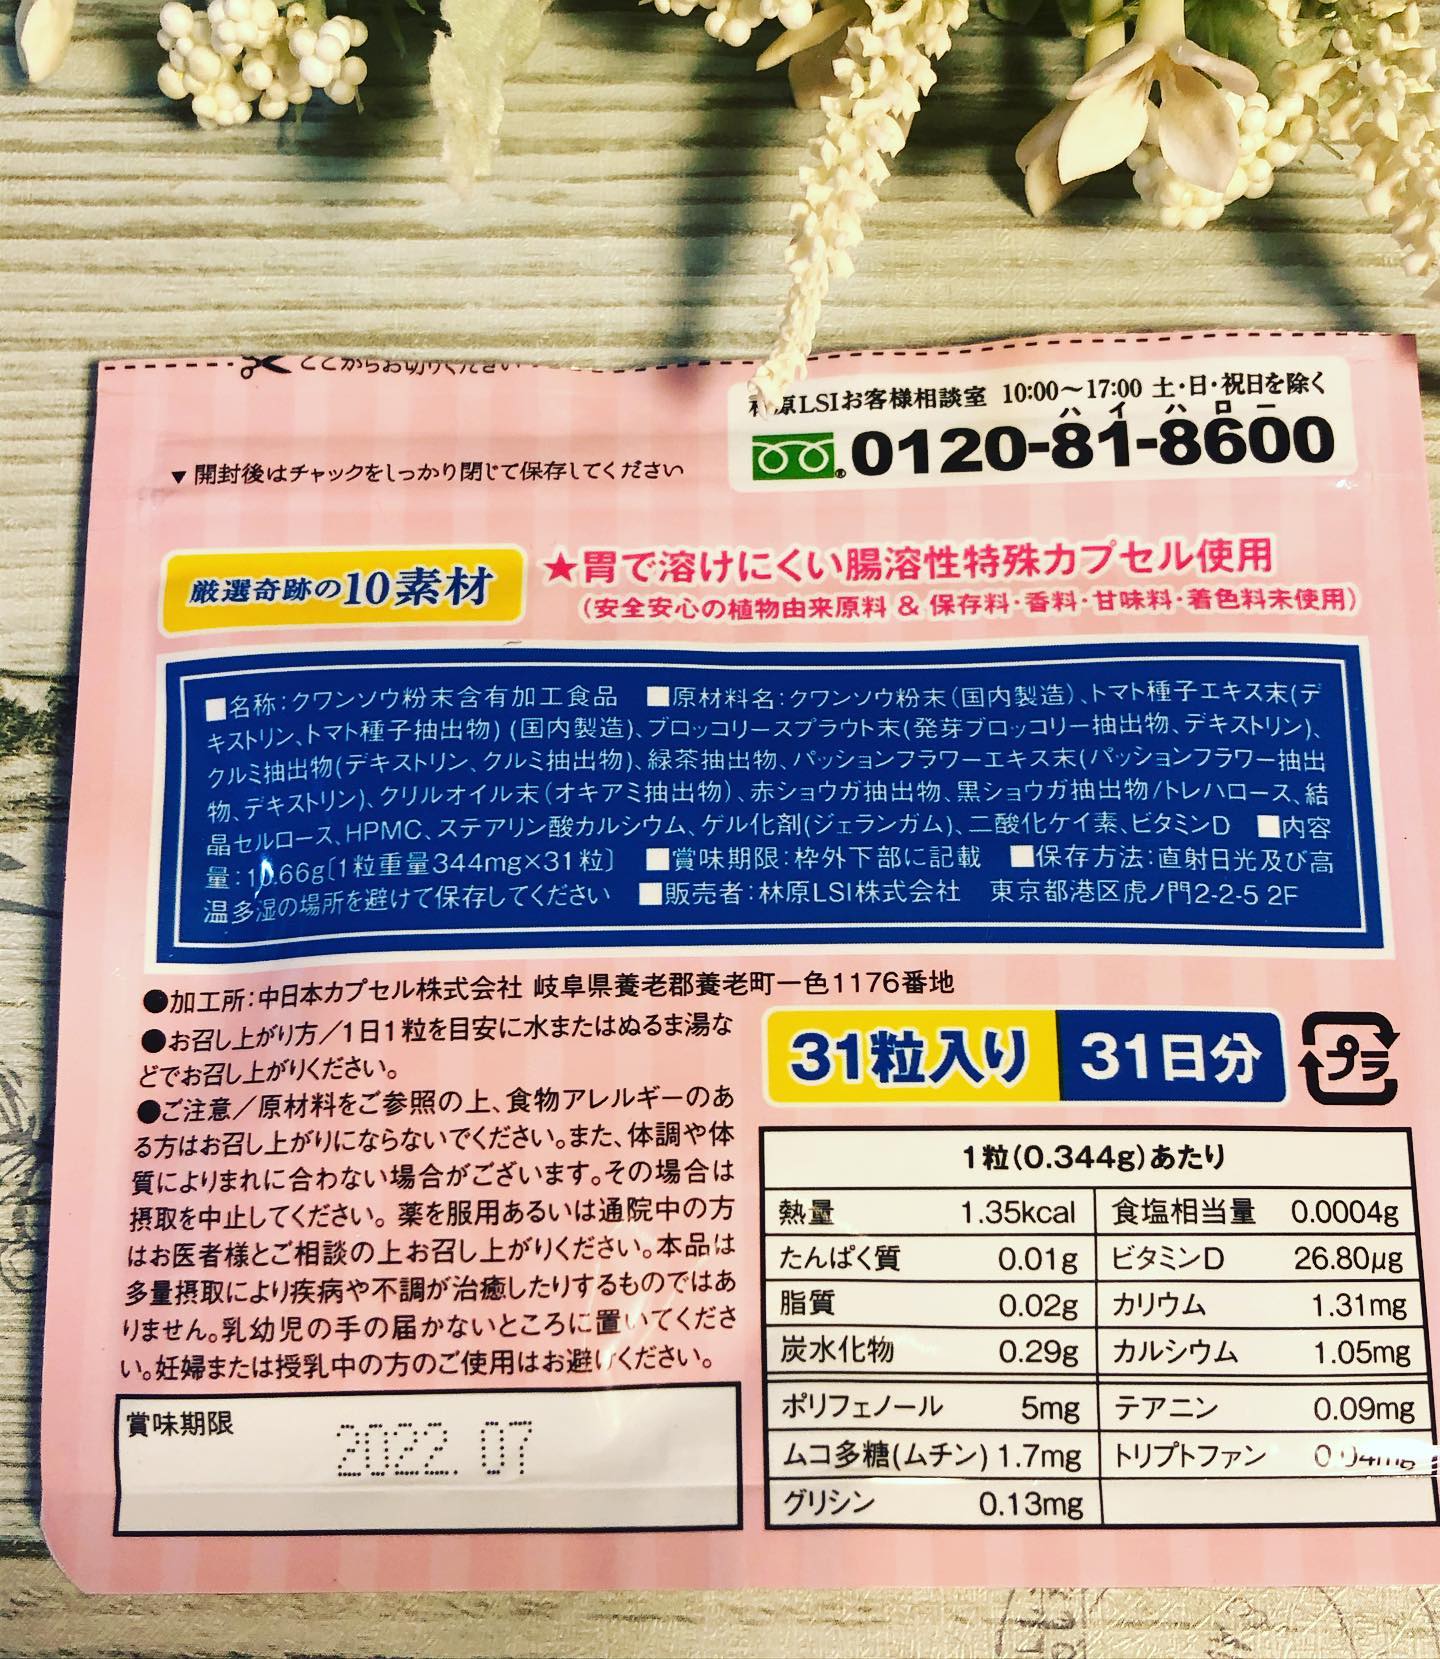 ここからお切りください
原LSIお客様相談室 10:00～17:00 土・日・祝日を除く
ハイ ハロー
0120-81-8600
▼開封後はチャックをしっかり閉じて保存してください
厳選奇跡の10素材
★胃で溶けにくい腸溶性特殊カプセル使用
(安全安心の植物由来原料 & 保存料・香料・甘味料・着色料未使用)
■名称：クワンソウ粉末含有加工食品 ■原材料名：クワンソウ粉末（国内製造）、トマト種子エキス末（デ
キストリン、トマト種子抽出物）（国内製造）、ブロッコリースプラウト末（発芽ブロッコリー抽出物、デキストリン）、
クルミ抽出物（デキストリン、クルミ抽出物）、緑茶抽出物、パッションフラワーエキス末（パッションフラワー抽出
物、デキストリン）、クリルオイル末（オキアミ抽出物）、赤ショウガ抽出物、黒ショウガ抽出物/トレハロース、結
晶セルロース、HPMC、ステアリン酸カルシウム、ゲル化剤（ジェランガム）、二酸化ケイ素、ビタミンD ■内容
量：10.66g〔1粒重量344mg×31粒〕 ■賞味期限：枠外下部に記載 ■保存方法：直射日光及び高
温多湿の場所を避けて保存してください ■販売者：林原LSI株式会社 東京都港区虎ノ門2-2-5 2F
●加工所：中日本カプセル株式会社 岐阜県養老郡養老町一色1176番地
●お召し上がり方／1日1粒を目安に水またはぬるま湯な
どでお召し上がりください。
●ご注意／原材料をご参照の上、食物アレルギーのあ
る方はお召し上がりにならないでください。また、体調や体
質によりまれに合わない場合がございます。その場合は
摂取を中止してください。薬を服用あるいは通院中の方
はお医者様とご相談の上お召し上がりください。本品は
多量摂取により疾病や不調が治癒したりするものではあ
りません。乳幼児の手の届かないところに置いてくださ
い。妊婦または授乳中の方のご使用はお避けください。
賞味期限 2022.07
31粒入り 31日分
プラ
1粒（0.344g）あたり
熱量 1.35kcal 食塩相当量 0.0004g
たんぱく質 0.01g ビタミンD 26.80μg
脂質 0.02g カリウム 1.31mg
炭水化物 0.29g カルシウム 1.05mg
ポリフェノール 5mg テアニン 0.09mg
ムコ多糖(ムチン) 1.7mg トリプトファン 0.04mg
グリシン 0.13mg